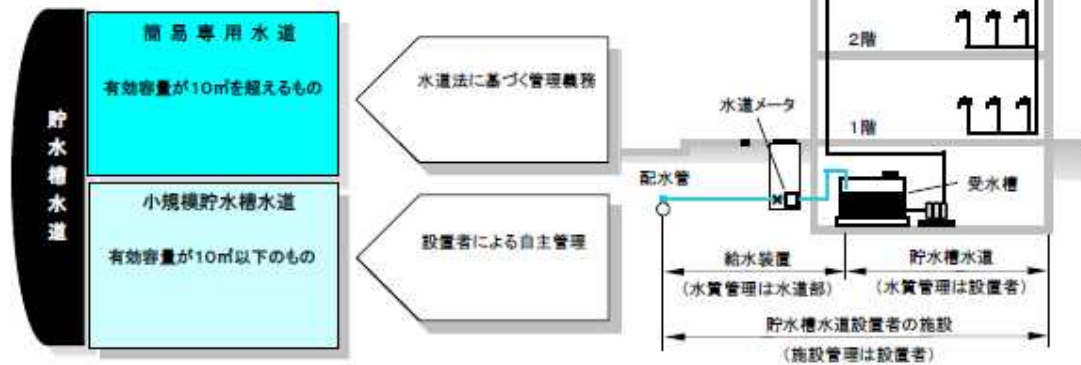 貯水槽水道
簡易専用水道
有効容量が10㎥を超えるもの
水道法に基づく管理義務
小規模貯水槽水道
有効容量が10㎥以下のもの
設置者による自主管理
2階
1階
水道メータ
配水管
受水槽
給水装置
(水質管理は水道部)
貯水槽水道
(水質管理は設置者)
貯水槽水道設置者の施設
(施設管理は設置者)